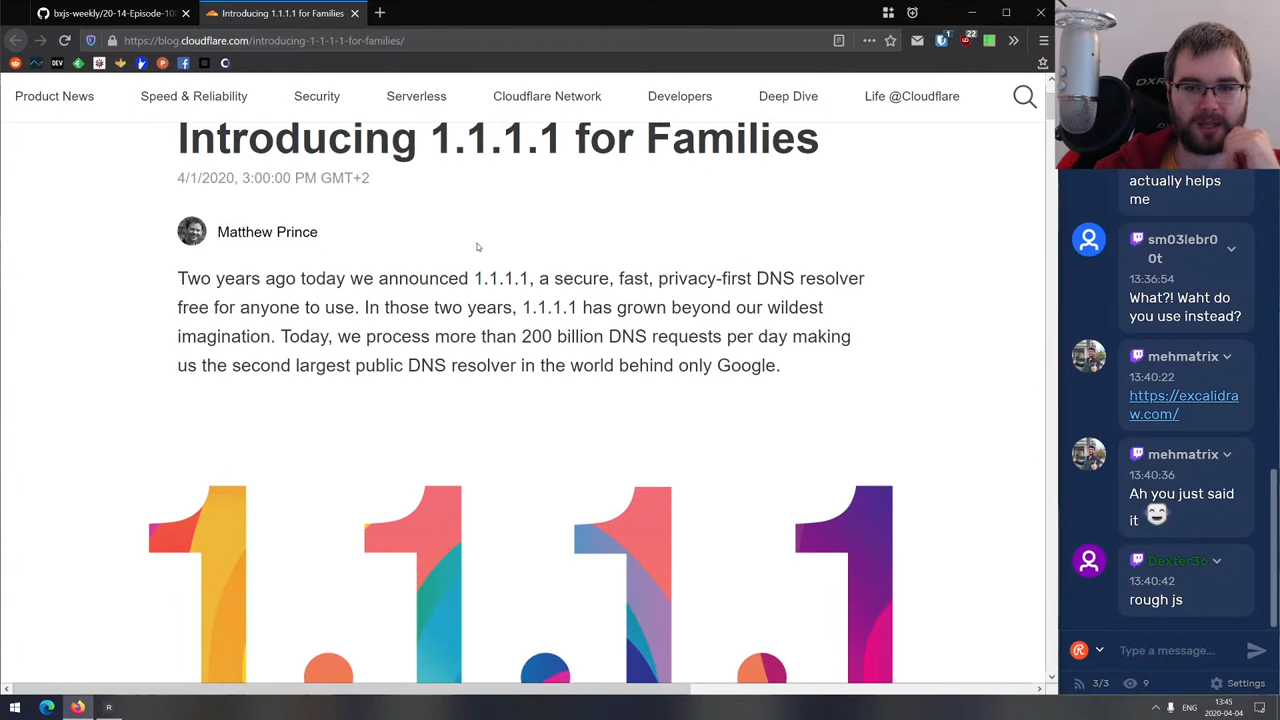 bxjs-weekly/20-14-Episode-10
Introducing 1.1.1.1 for Families
https://blog.cloudflare.com/introducing-1-1-1-1-for-families/
1
22
DEV
Product News
Speed & Reliability
Security
Serverless
Cloudflare Network
Developers
Deep Dive
Life @Cloudflare
Introducing 1.1.1.1 for Families
4/1/2020, 3:00:00 PM GMT+2
Matthew Prince
Two years ago today we announced 1.1.1.1, a secure, fast, privacy-first DNS resolver
free for anyone to use. In those two years, 1.1.1.1 has grown beyond our wildest
imagination. Today, we process more than 200 billion DNS requests per day making
us the second largest public DNS resolver in the world behind only Google.
1.1.1.1
DXR
actually helps
me
sm03lebr0
0t
13:36:54
What?! Waht do
you use instead?
mehmatrix
13:40:22
https://excalidra
w.com/
mehmatrix
13:40:36
Ah you just said
it
Dexter36
13:40:42
rough js
Type a message...
3/3
9
Settings
ENG
13:45
2020-04-04